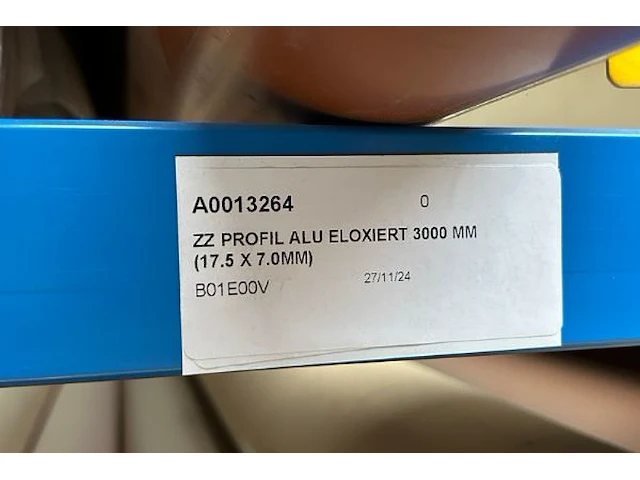 A0013264 0
ZZ PROFIL ALU ELOXIERT 3000 MM
(17.5 X 7.0MM)
B01E00V 27/11/24